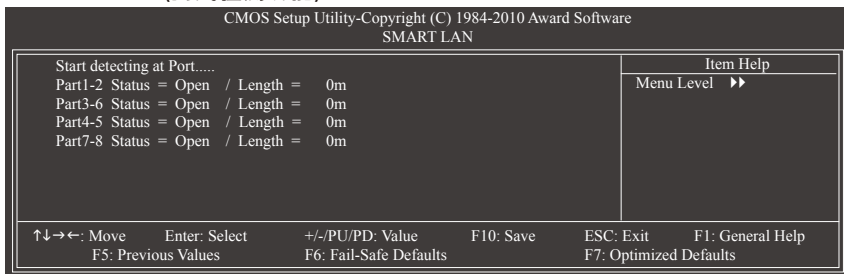 CMOS Setup Utility-Copyright (C) 1984-2010 Award Software
SMART LAN
Start detecting at Port.....
Part1-2 Status = Open / Length = 0m
Part3-6 Status = Open / Length = 0m
Part4-5 Status = Open / Length = 0m
Part7-8 Status = Open / Length = 0m
Item Help
Menu Level ▶▶
↑↓→←: Move Enter: Select +/-/PU/PD: Value F10: Save ESC: Exit F1: General Help
F5: Previous Values F6: Fail-Safe Defaults F7: Optimized Defaults